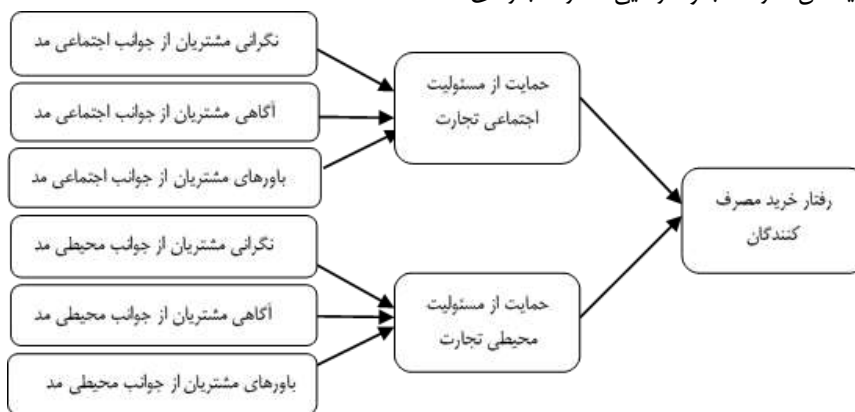 نگرانی مشتریان از جوانب اجتماعی مد
آگاهی مشتریان از جوانب اجتماعی مد
باورهای مشتریان از جوانب اجتماعی مد
نگرانی مشتریان از جوانب محیطی مد
آگاهی مشتریان از جوانب محیطی مد
باورهای مشتریان از جوانب محیطی مد
حمایت از مسئولیت
اجتماعی تجارت
حمایت از مسئولیت
محیطی تجارت
رفتار خرید مصرف
کنندگان